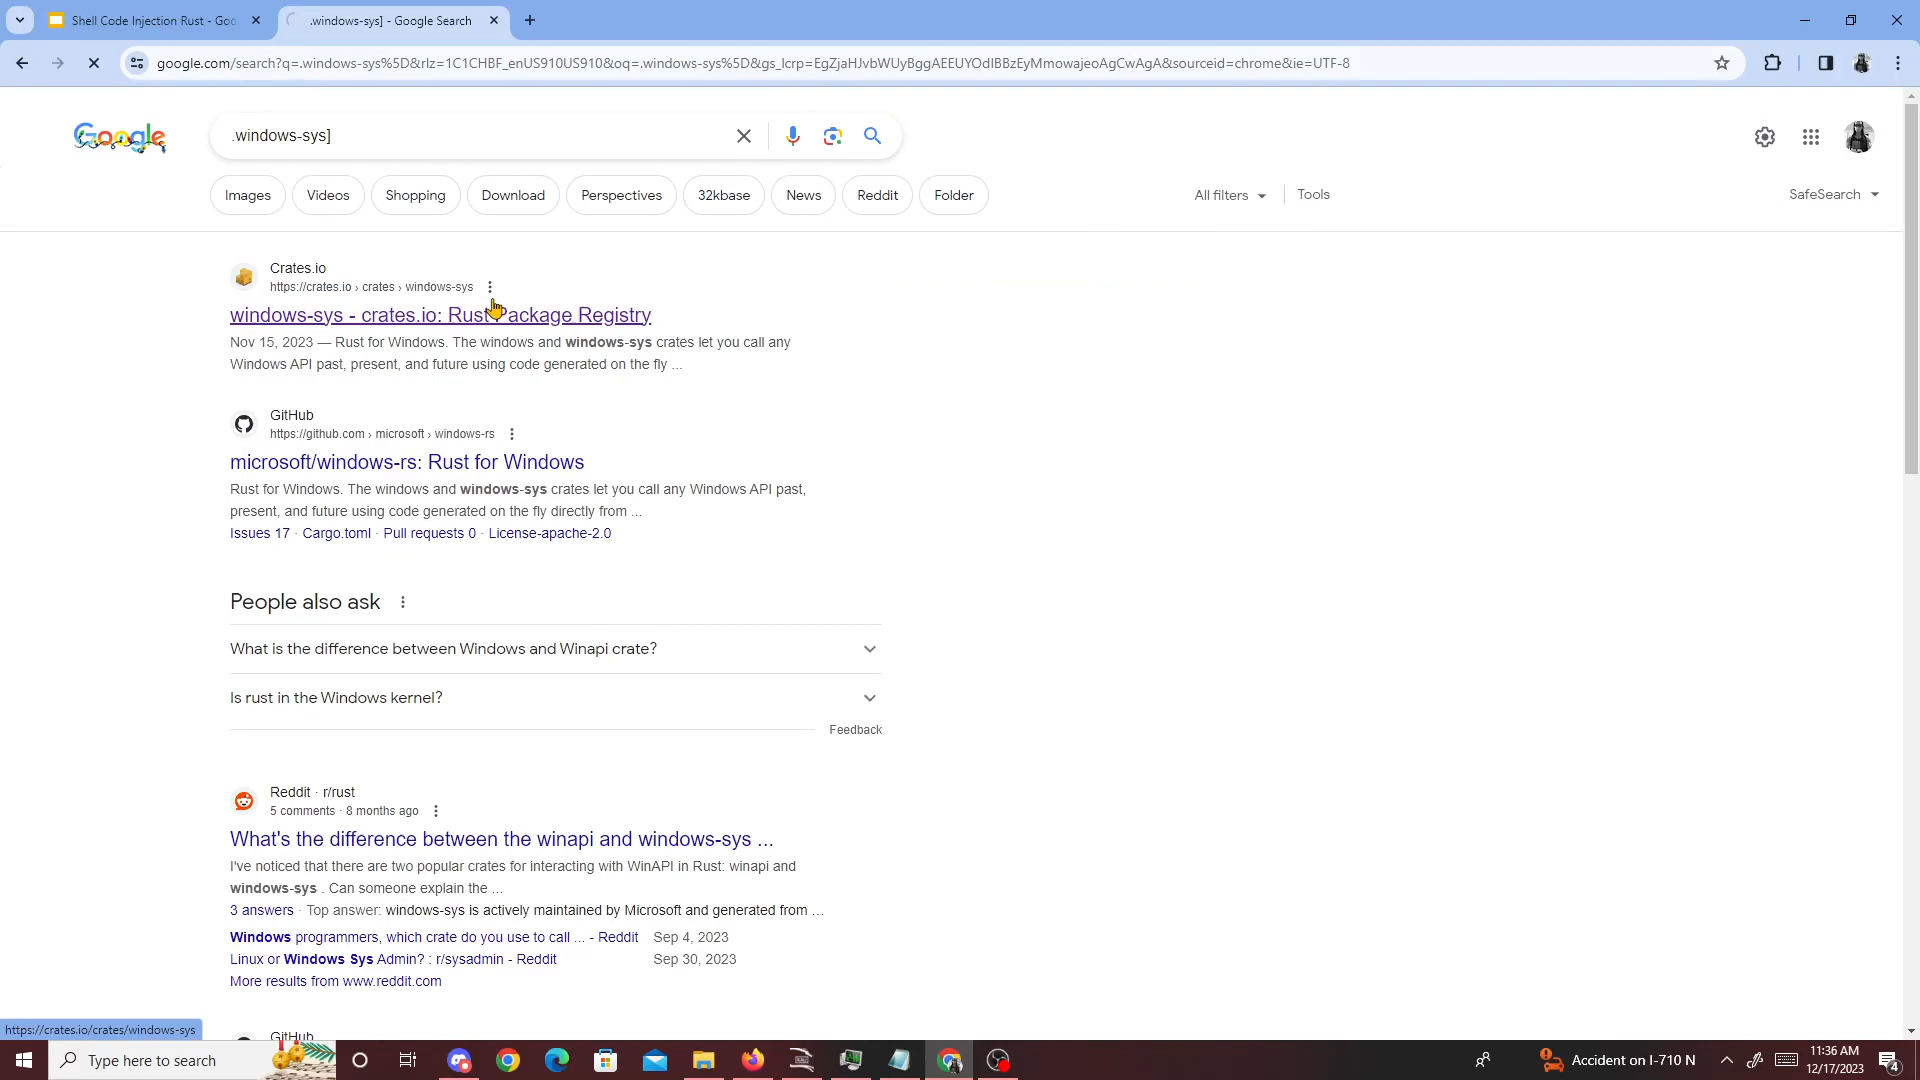 Shell Code Injection Rust - Goo
.windows-sys] - Google Search
google.com/search?q=.windows-sys%5D&rlz=1C1CHBF_enUS910US910&oq=.windows-sys%5D&gs_lcrp=EgZjaHJvbWUyBggAEEUYOdIBBzEyMmowajeoAgCwAgA&sourceid=chrome&ie=UTF-8
Google
.windows-sys]
Images
Videos
Shopping
Download
Perspectives
32kbase
News
Reddit
Folder
All filters
Tools
SafeSearch
Crates.io
https://crates.io › crates › windows-sys
windows-sys - crates.io: Rust Package Registry
Nov 15, 2023 — Rust for Windows. The windows and windows-sys crates let you call any
Windows API past, present, and future using code generated on the fly ...
GitHub
https://github.com › microsoft › windows-rs
microsoft/windows-rs: Rust for Windows
Rust for Windows. The windows and windows-sys crates let you call any Windows API past,
present, and future using code generated on the fly directly from ...
Issues 17 · Cargo.toml · Pull requests 0 · License-apache-2.0
People also ask
What is the difference between Windows and Winapi crate?
Is rust in the Windows kernel?
Feedback
Reddit · r/rust
5 comments · 8 months ago
What's the difference between the winapi and windows-sys ...
I've noticed that there are two popular crates for interacting with WinAPI in Rust: winapi and
windows-sys . Can someone explain the ...
3 answers · Top answer: windows-sys is actively maintained by Microsoft and generated from ...
Windows programmers, which crate do you use to call ... - Reddit Sep 4, 2023
Linux or Windows Sys Admin? : r/sysadmin - Reddit Sep 30, 2023
More results from www.reddit.com
GitHub
https://crates.io/crates/windows-sys
Type here to search
Accident on I-710 N
11:36 AM
12/17/2023
4